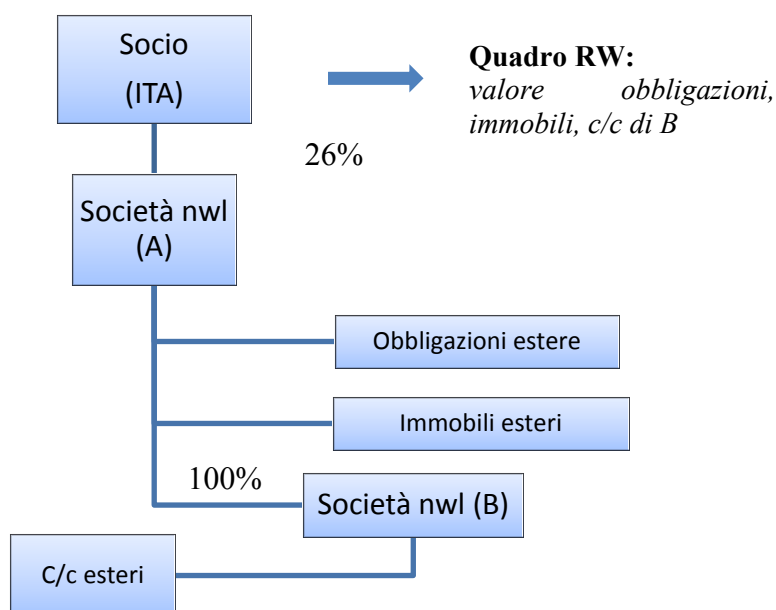 Socio
(ITA)
Quadro RW:
valore obbligazioni,
immobili, c/c di B
26%
Società nwl
(A)
Obbligazioni estere
Immobili esteri
100%
Società nwl (B)
C/c esteri